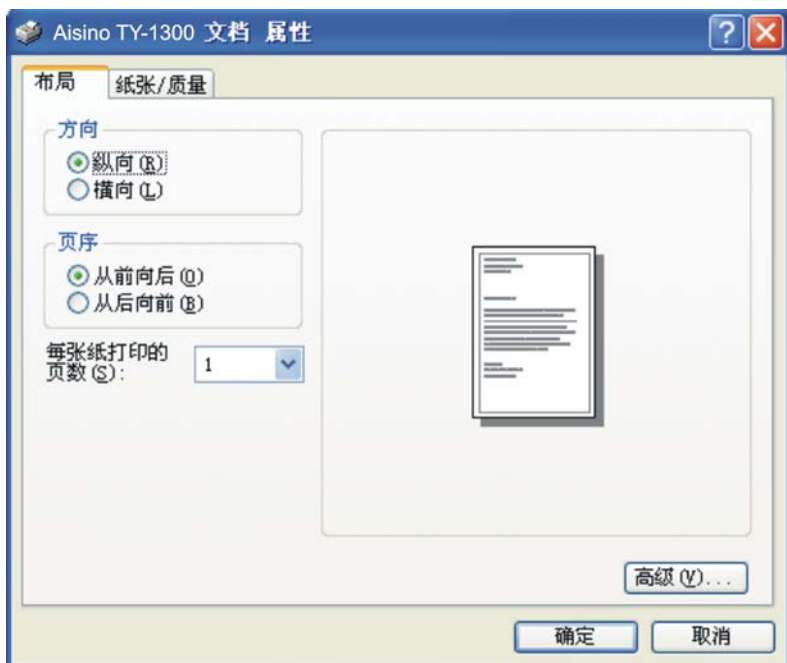 Aisino TY-1300 文档 属性
布局
纸张/质量
方向
纵向(R)
横向(L)
页序
从前向后(O)
从后向前(B)
每张纸打印的
页数(S):
1
高级(V)...
确定
取消